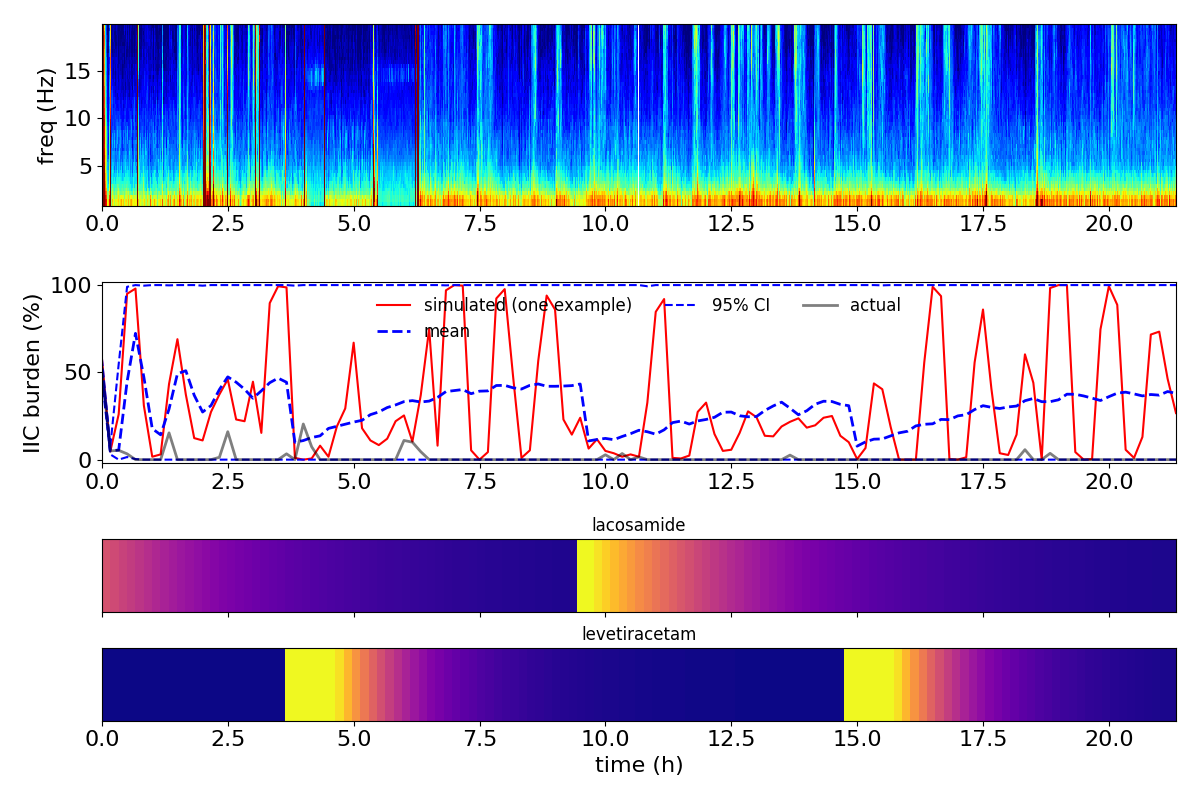 freq (Hz)
15
10
5
0.0 2.5 5.0 7.5 10.0 12.5 15.0 17.5 20.0
IIC burden (%)
100
50
0
simulated (one example)
mean
95% CI
actual
0.0 2.5 5.0 7.5 10.0 12.5 15.0 17.5 20.0
lacosamide
levetiracetam
0.0 2.5 5.0 7.5 10.0 12.5 15.0 17.5 20.0
time (h)